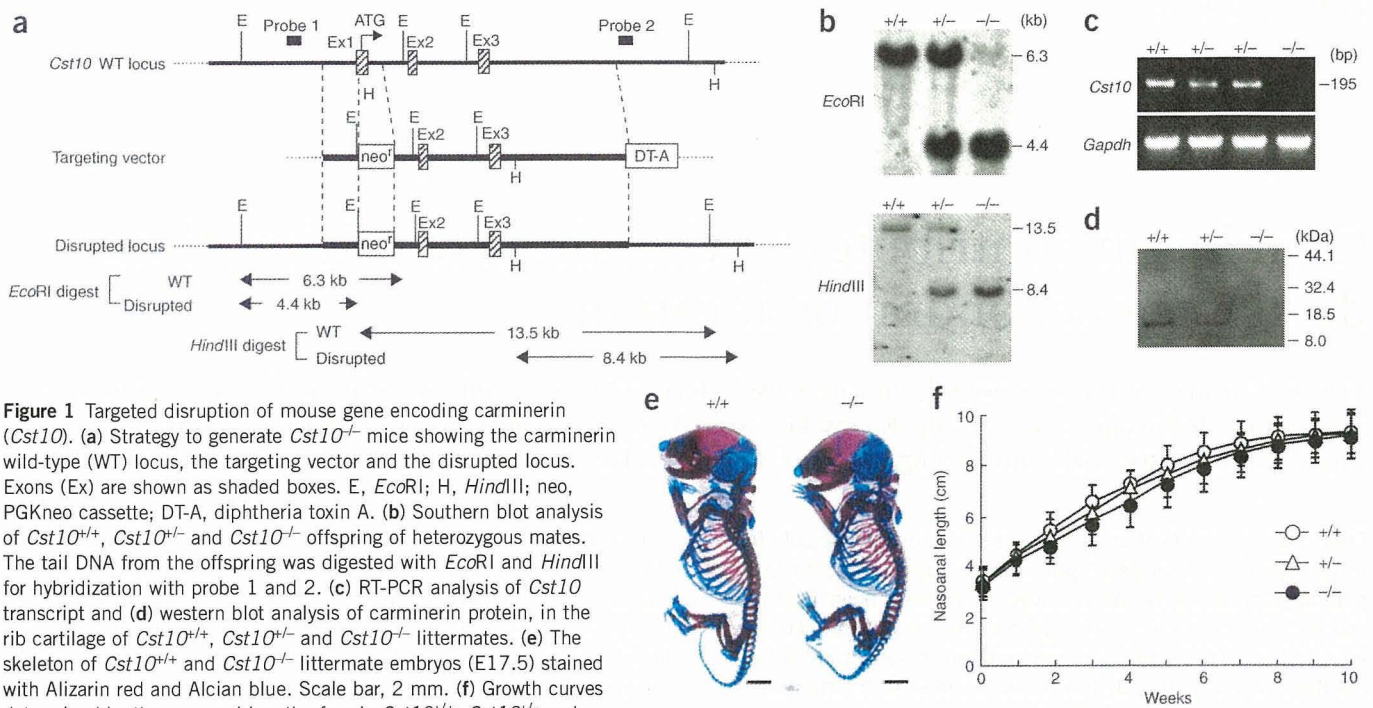 a
E Probe 1 ATG E E Probe 2 E
Ex1 Ex2 Ex3
Cst10 WT locus
H H
E E E
Ex2 Ex3
Targeting vector neoʳ DT-A
H
E E E E E
Ex2 Ex3
Disrupted locus neoʳ
H H
EcoRI digest
WT 6.3 kb
Disrupted 4.4 kb
HindIII digest
WT 13.5 kb
Disrupted 8.4 kb
b
+/+ +/– –/– (kb)
6.3
EcoRI
4.4
+/+ +/– –/–
13.5
HindIII
8.4
c
+/+ +/– +/– –/– (bp)
Cst10 –195
Gapdh
d
+/+ +/– –/– (kDa)
44.1
32.4
18.5
8.0
Figure 1 Targeted disruption of mouse gene encoding carminerin
(Cst10). (a) Strategy to generate Cst10–/– mice showing the carminerin
wild-type (WT) locus, the targeting vector and the disrupted locus.
Exons (Ex) are shown as shaded boxes. E, EcoRI; H, HindIII; neo,
PGKneo cassette; DT-A, diphtheria toxin A. (b) Southern blot analysis
of Cst10+/+, Cst10+/– and Cst10–/– offspring of heterozygous mates.
The tail DNA from the offspring was digested with EcoRI and HindIII
for hybridization with probe 1 and 2. (c) RT-PCR analysis of Cst10
transcript and (d) western blot analysis of carminerin protein, in the
rib cartilage of Cst10+/+, Cst10+/– and Cst10–/– littermates. (e) The
skeleton of Cst10+/+ and Cst10–/– littermate embryos (E17.5) stained
with Alizarin red and Alcian blue. Scale bar, 2 mm. (f) Growth curves
e
+/+ –/–
f
Nasoanal length (cm)
10
8
6
4
2
0
+/+
+/–
–/–
0 2 4 6 8 10
Weeks